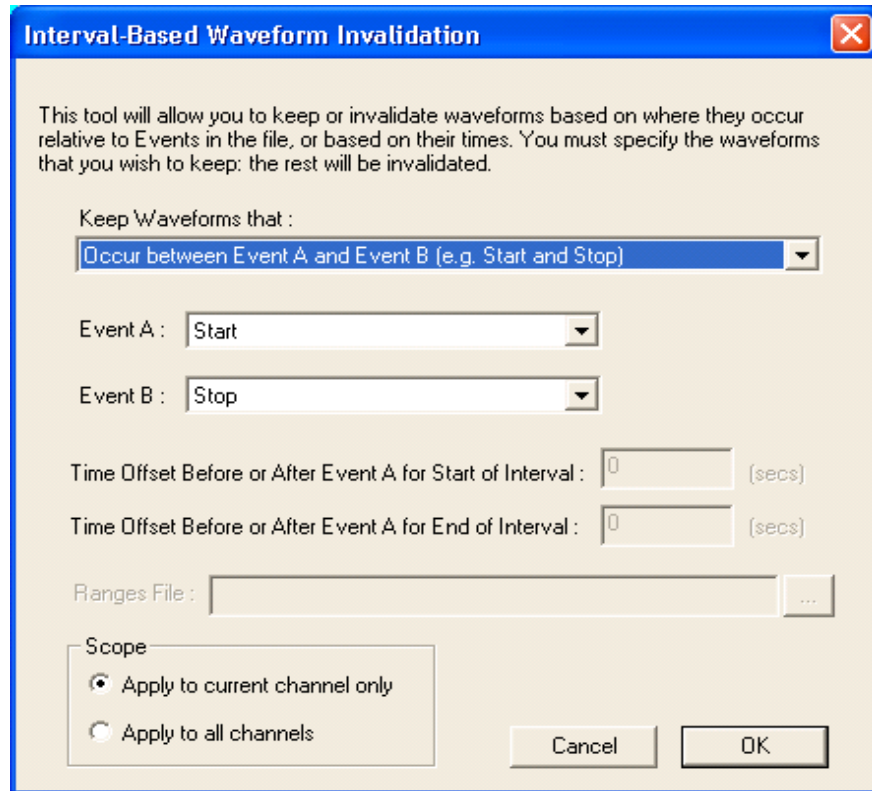 Interval-Based Waveform Invalidation
This tool will allow you to keep or invalidate waveforms based on where they occur
relative to Events in the file, or based on their times. You must specify the waveforms
that you wish to keep: the rest will be invalidated.
Keep Waveforms that :
Occur between Event A and Event B (e.g. Start and Stop)
Event A : Start
Event B : Stop
Time Offset Before or After Event A for Start of Interval : 0 (secs)
Time Offset Before or After Event A for End of Interval : 0 (secs)
Ranges File : ...
Scope
Apply to current channel only
Apply to all channels
Cancel OK